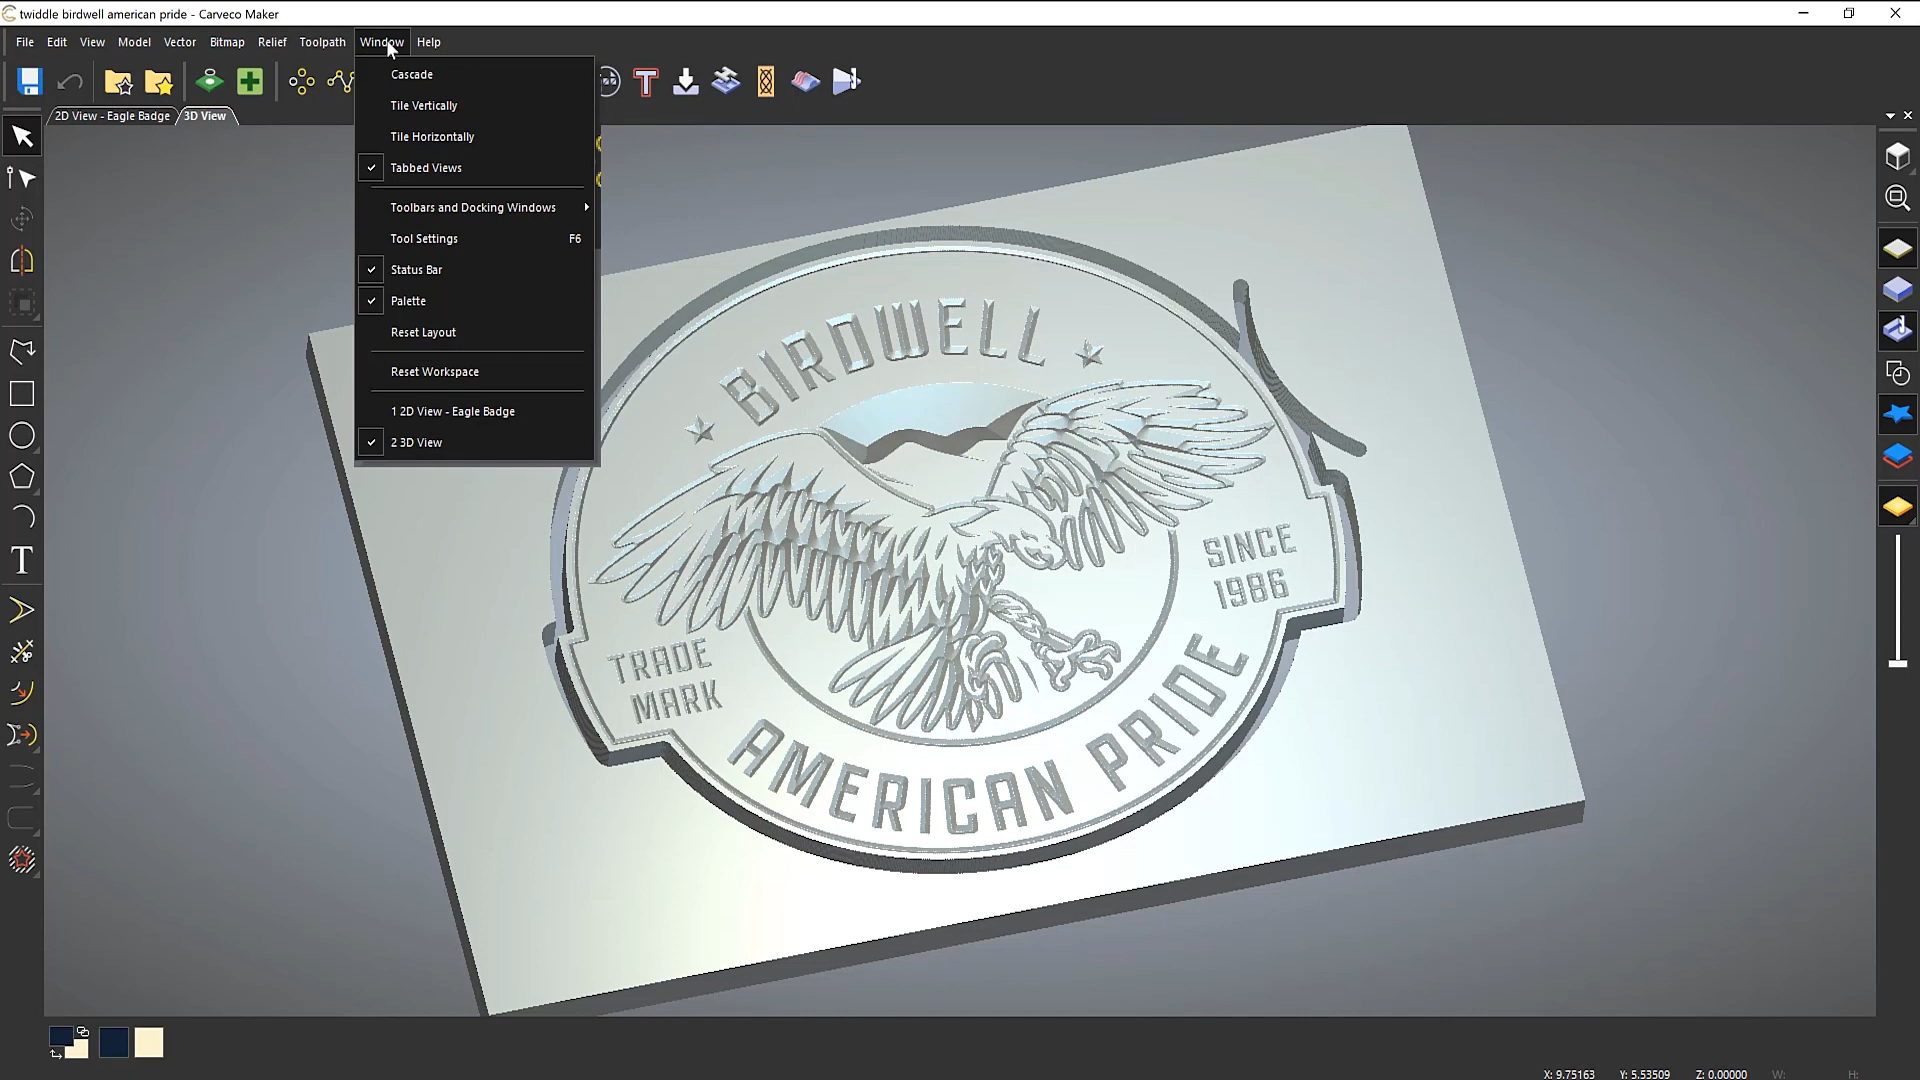 twiddle birdwell american pride - Carveco Maker
File Edit View Model Vector Bitmap Relief Toolpath Window Help
2D View - Eagle Badge 3D View
Cascade
Tile Vertically
Tile Horizontally
Tabbed Views
Toolbars and Docking Windows
Tool Settings F6
Status Bar
Palette
Reset Layout
Reset Workspace
1 2D View - Eagle Badge
2 3D View
BIRDWELL
SINCE
1986
TRADE
MARK
AMERICAN PRIDE
X: 9.75163 Y: 5.53509 Z: 0.00000 W: H: